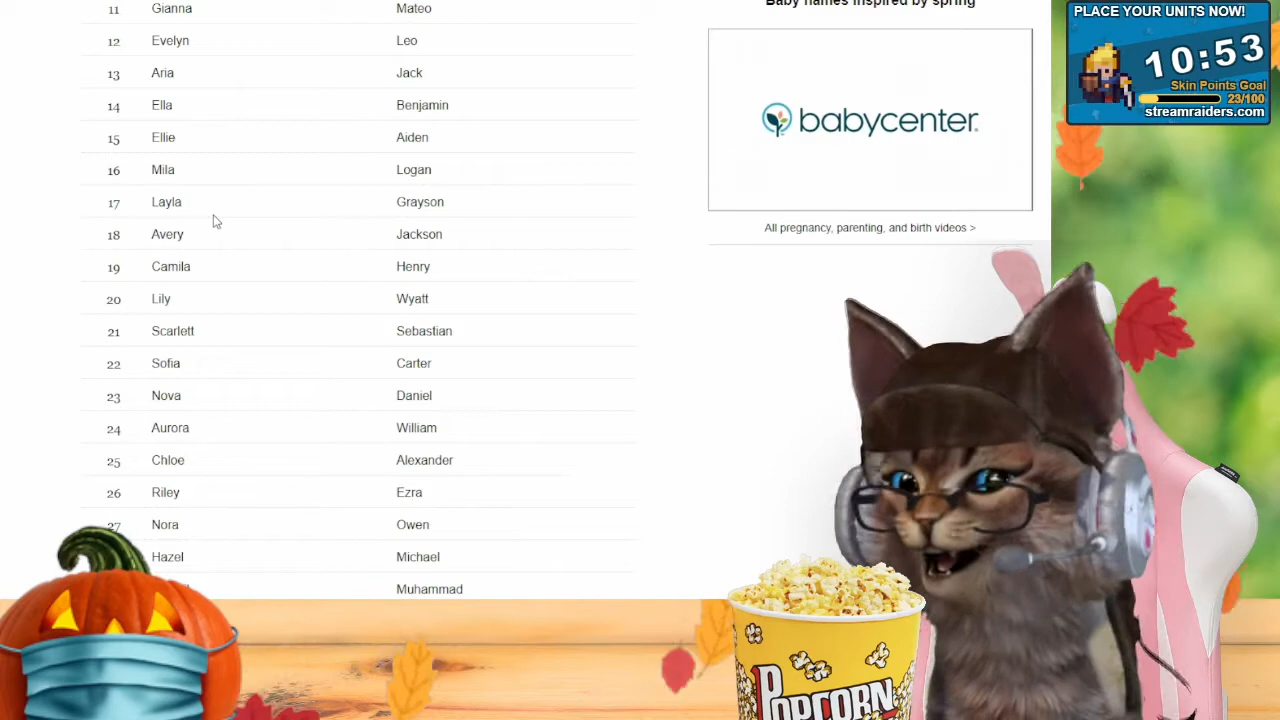 11 Gianna Mateo
Baby names inspired by spring
12 Evelyn Leo
13 Aria Jack
14 Ella Benjamin
15 Ellie Aiden
16 Mila Logan
17 Layla Grayson
18 Avery Jackson
19 Camila Henry
20 Lily Wyatt
21 Scarlett Sebastian
22 Sofia Carter
23 Nova Daniel
24 Aurora William
25 Chloe Alexander
26 Riley Ezra
27 Nora Owen
Hazel Michael
Muhammad
babycenter.
All pregnancy, parenting, and birth videos >
PLACE YOUR UNITS NOW!
10:53
Skin Points Goal
23/100
streamraiders.com
POPCORN